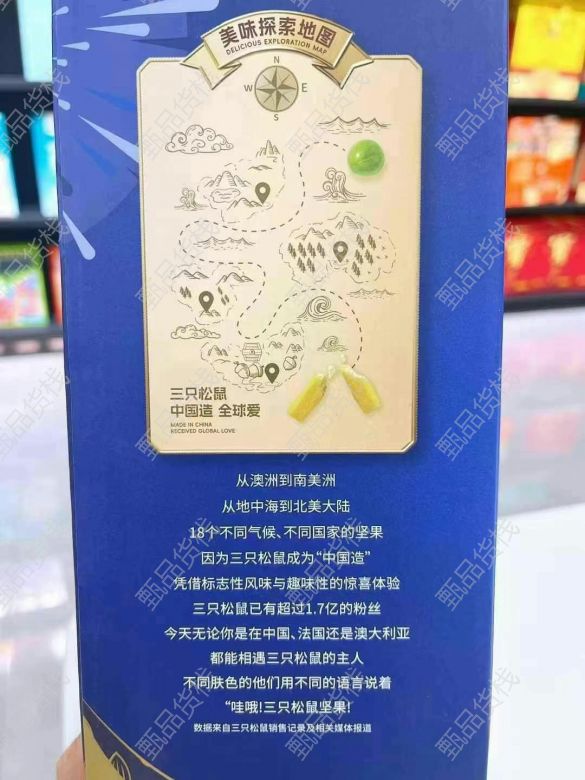 美味探索地图
DELICIOUS EXPLORATION MAP
N
W E
S
三只松鼠
中国造 全球爱
MADE IN CHINA
RECEIVED GLOBAL LOVE
从澳洲到南美洲
从地中海到北美大陆
18个不同气候、不同国家的坚果
因为三只松鼠成为“中国造”
凭借标志性风味与趣味性的惊喜体验
三只松鼠已有超过1.7亿的粉丝
今天无论你是在中国、法国还是澳大利亚
都能相遇三只松鼠的主人
不同肤色的他们用不同的语言说着
“哇哦!三只松鼠坚果!
数据来自三只松鼠销售记录及相关媒体报道
甄品货栈